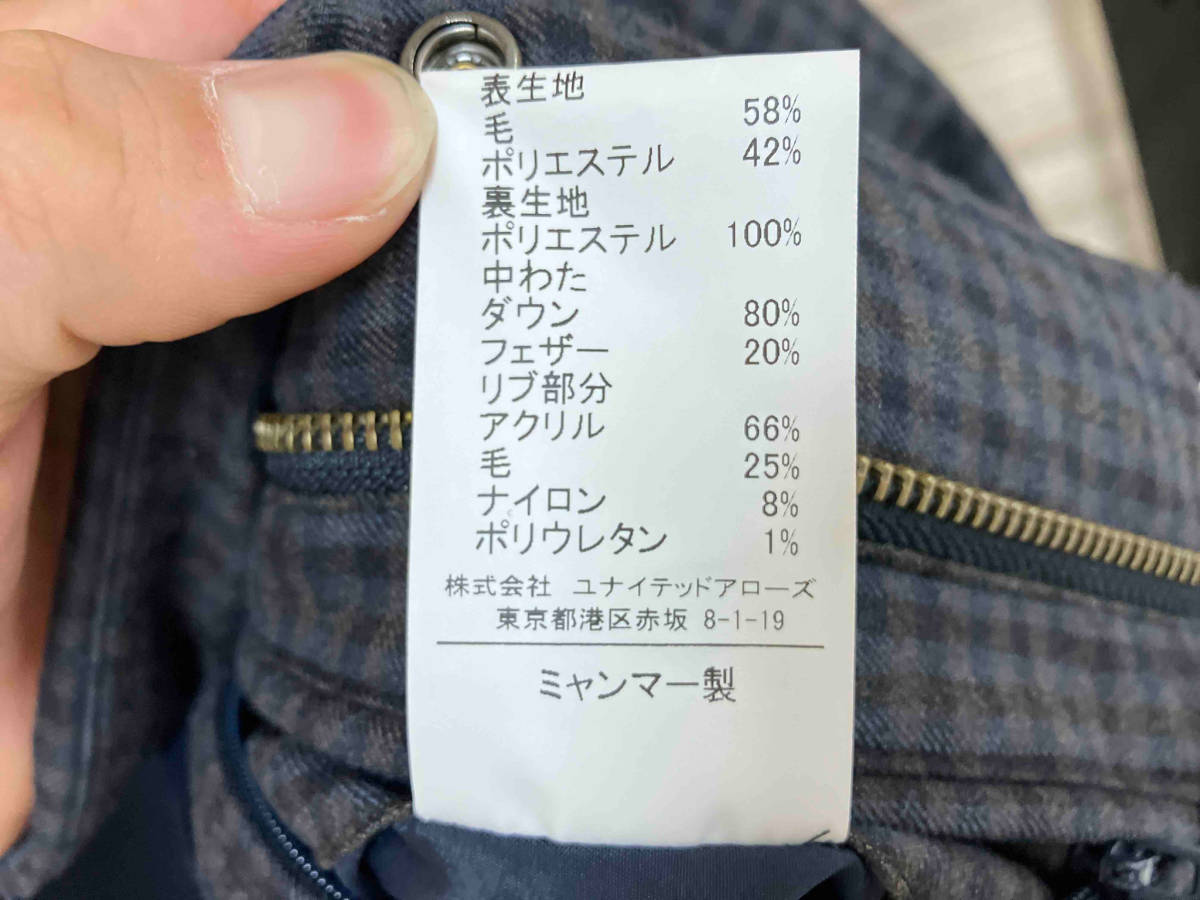 表生地
毛 58%
ポリエステル 42%
裏生地
ポリエステル 100%
中わた
ダウン 80%
フェザー 20%
リブ部分
アクリル 66%
毛 25%
ナイロン 8%
ポリウレタン 1%
株式会社 ユナイテッドアローズ
東京都港区赤坂 8-1-19
ミャンマー製